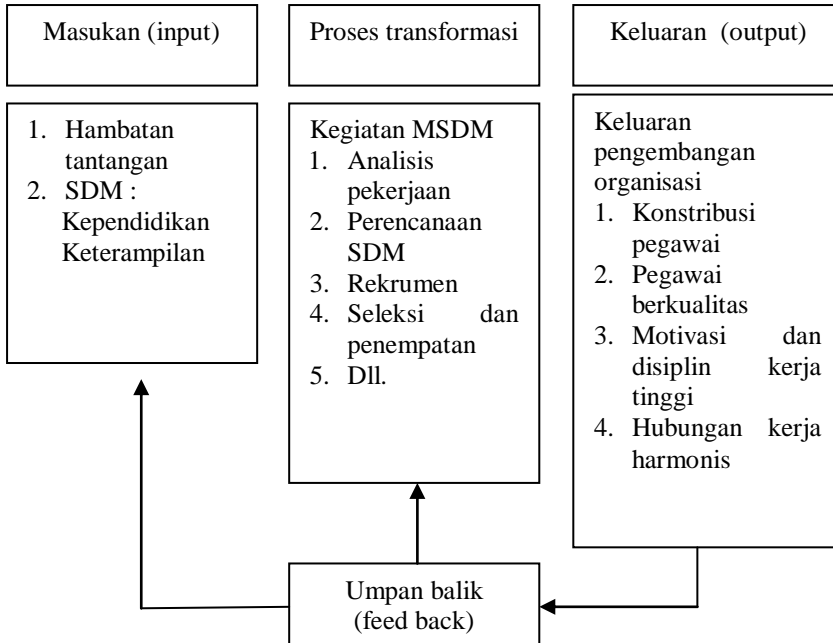 Masukan (input)
Proses transformasi
Keluaran (output)
1. Hambatan
tantangan
2. SDM :
Kependidikan
Keterampilan
Kegiatan MSDM
1. Analisis
pekerjaan
2. Perencanaan
SDM
3. Rekrumen
4. Seleksi dan
penempatan
5. Dll.
Keluaran
pengembangan
organisasi
1. Konstribusi
pegawai
2. Pegawai
berkualitas
3. Motivasi dan
disiplin kerja
tinggi
4. Hubungan kerja
harmonis
Umpan balik
(feed back)